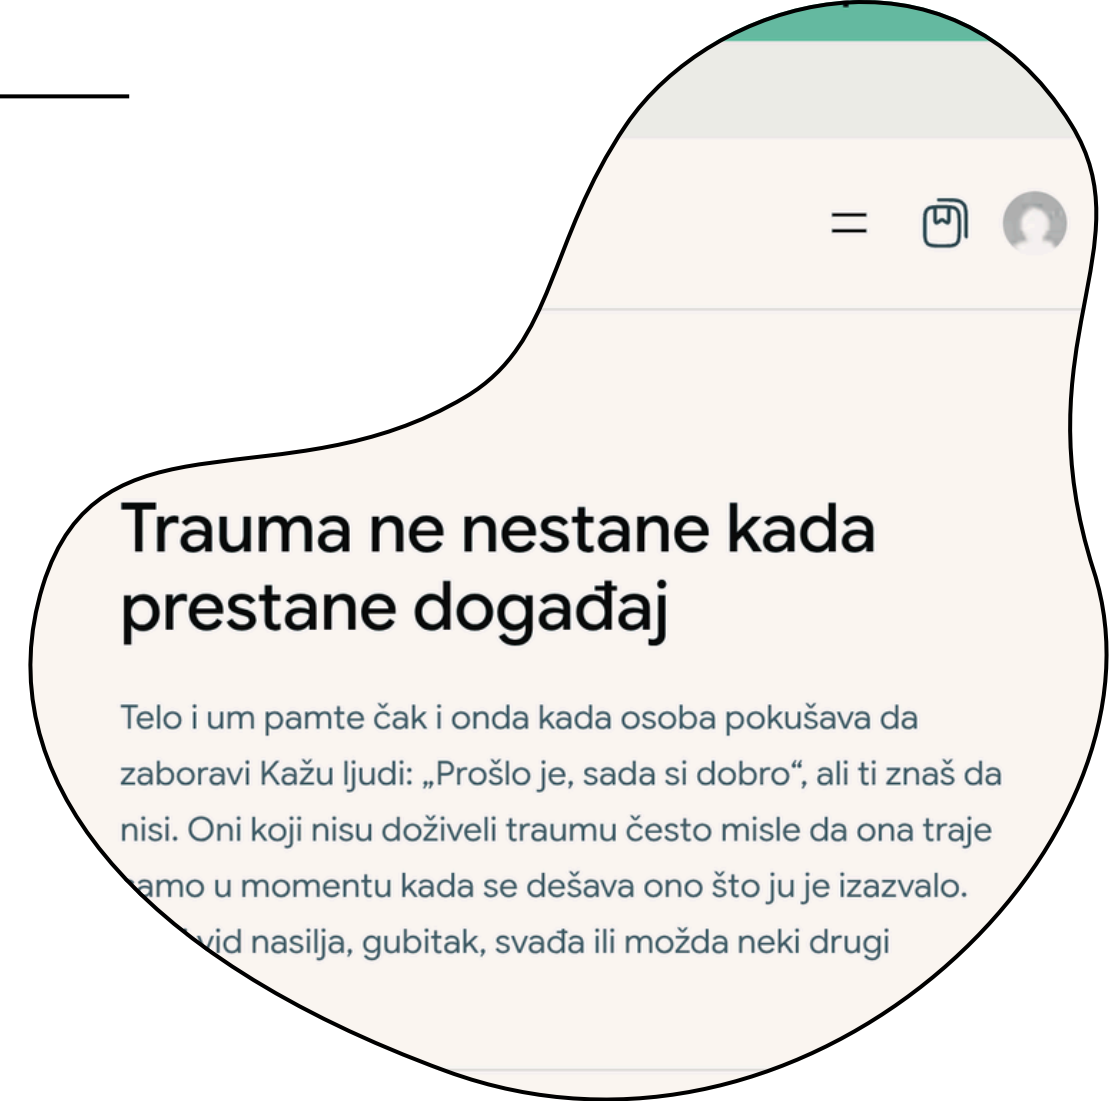 Trauma ne nestane kada
prestane događaj
Telo i um pamte čak i onda kada osoba pokušava da
zaboravi Kažu ljudi: „Prošlo je, sada si dobro“, ali ti znaš da
nisi. Oni koji nisu doživeli traumu često misle da ona traje
samo u momentu kada se dešava ono što ju je izazvalo.
vid nasilja, gubitak, svađa ili možda neki drugi